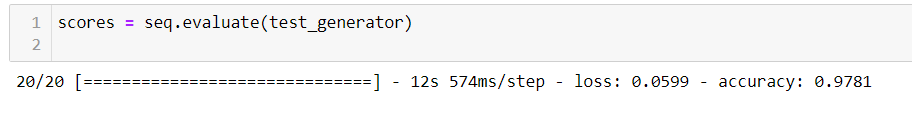 1 scores = seq.evaluate(test_generator)
2
20/20 [==============================] - 12s 574ms/step - loss: 0.0599 - accuracy: 0.9781